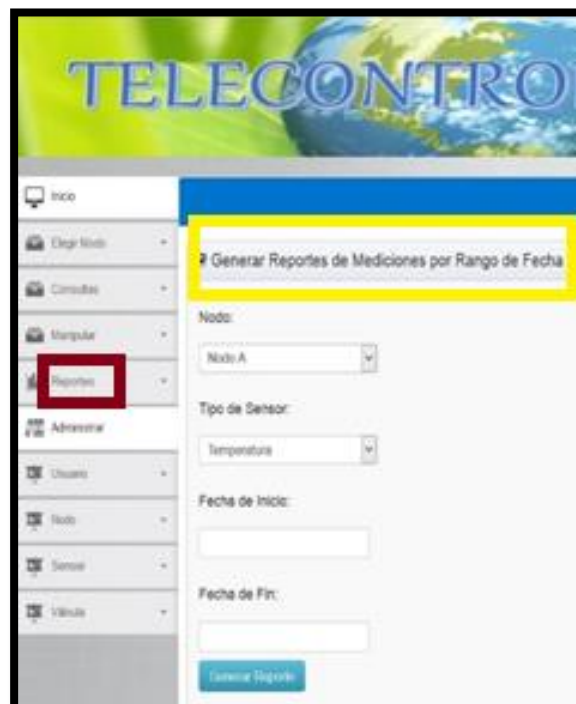 TELECONTRO
Inicio
Elegir Nodo
Consultas
Manipular
Reportes
Administrar
Usuario
Nodo
Sensor
Válvula
Generar Reportes de Mediciones por Rango de Fecha
Nodo:
Nodo A
Tipo de Sensor:
Temperatura
Fecha de Inicio:
Fecha de Fin:
Generar Reporte